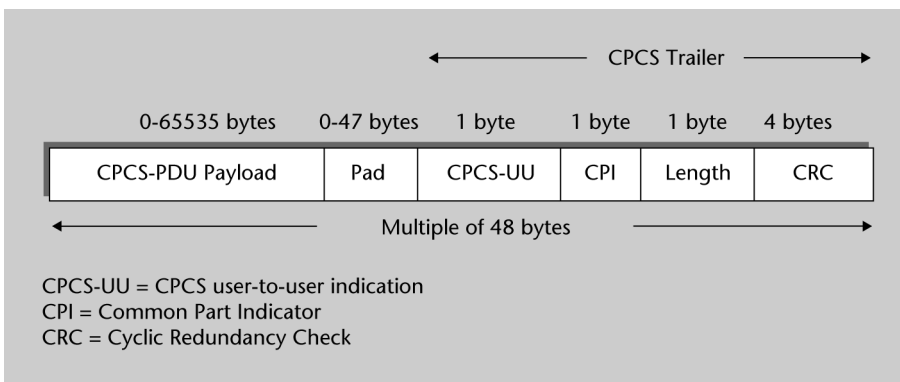 CPCS Trailer
0-65535 bytes 0-47 bytes 1 byte 1 byte 1 byte 4 bytes
CPCS-PDU Payload Pad CPCS-UU CPI Length CRC
Multiple of 48 bytes
CPCS-UU = CPCS user-to-user indication
CPI = Common Part Indicator
CRC = Cyclic Redundancy Check